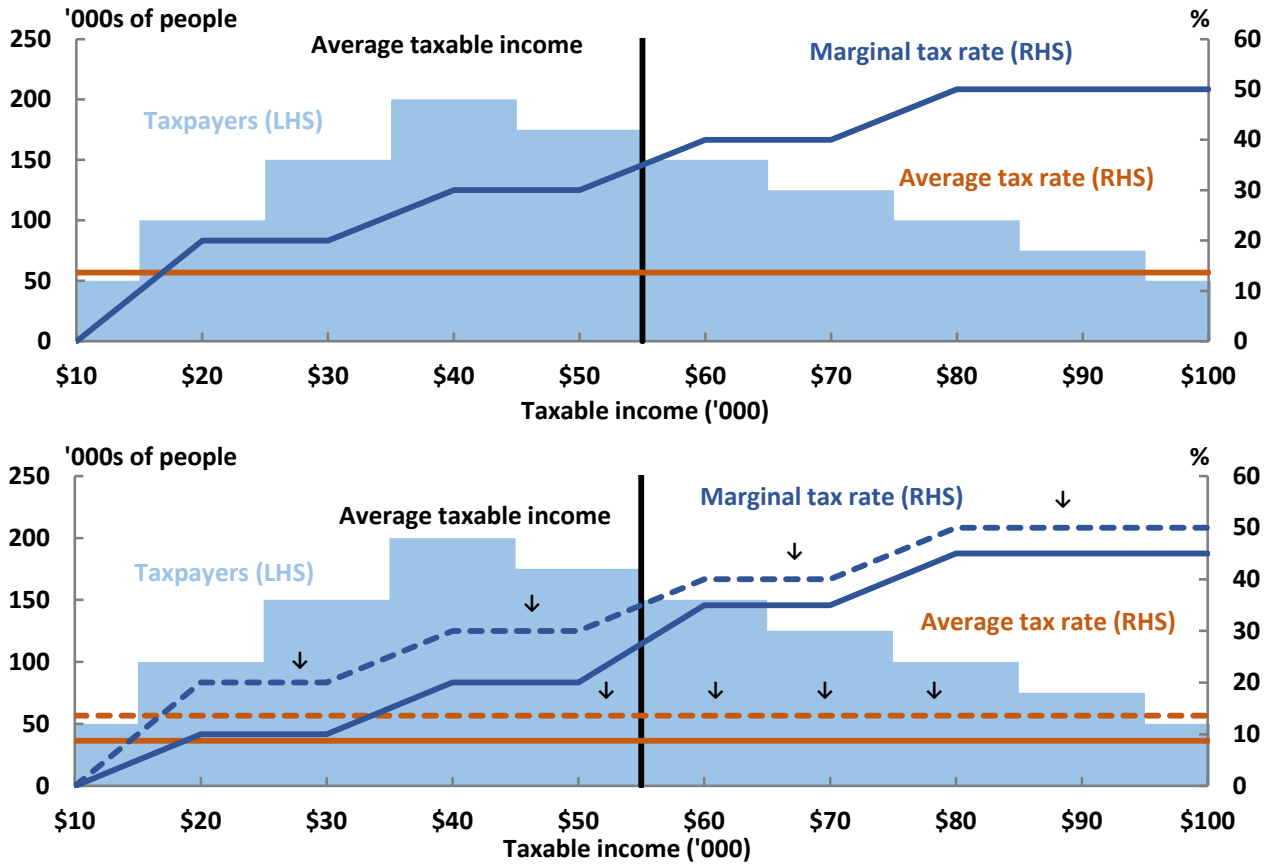 '000s of people
%
250
60
Average taxable income
Marginal tax rate (RHS)
50
200
Taxpayers (LHS)
40
150
Average tax rate (RHS)
30
100
20
50
10
0
0
$10 $20 $30 $40 $50 $60 $70 $80 $90 $100
Taxable income ('000)
'000s of people
%
250
60
Marginal tax rate (RHS)
Average taxable income
50
200
Taxpayers (LHS)
40
150
Average tax rate (RHS)
30
100
20
50
10
0
0
$10 $20 $30 $40 $50 $60 $70 $80 $90 $100
Taxable income ('000)